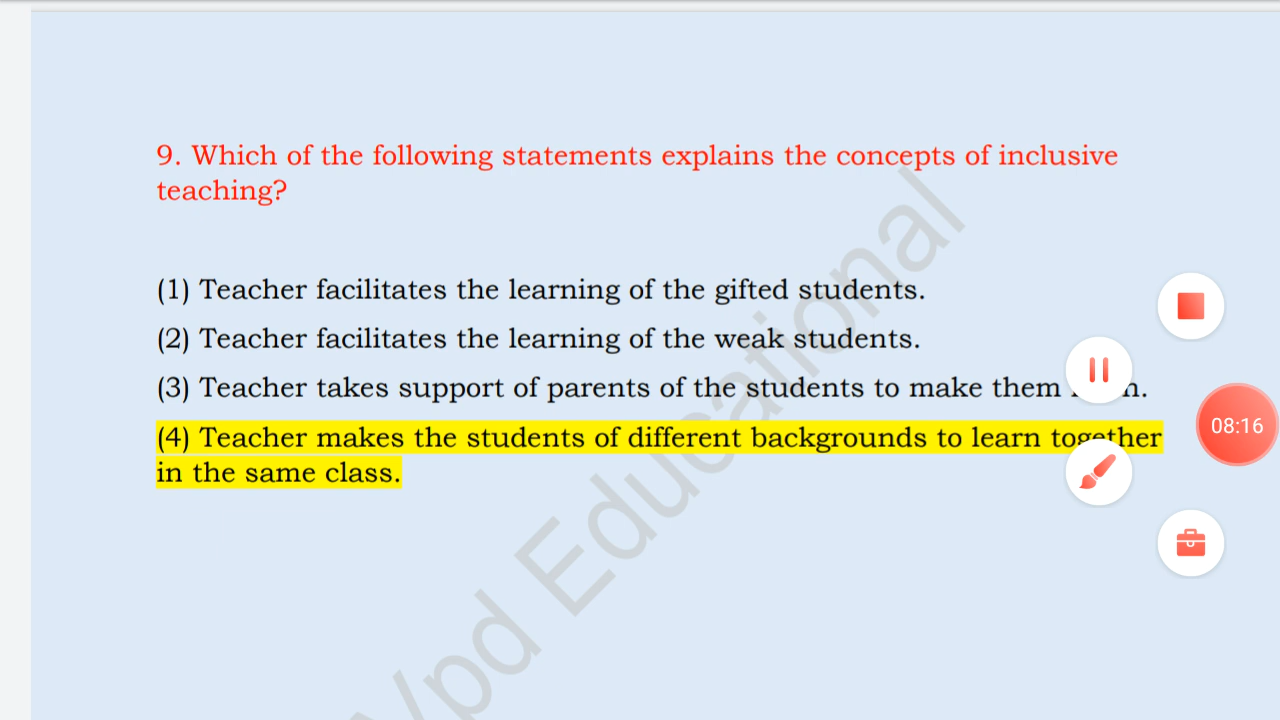 9. Which of the following statements explains the concepts of inclusive
teaching?
(1) Teacher facilitates the learning of the gifted students.
(2) Teacher facilitates the learning of the weak students.
(3) Teacher takes support of parents of the students to make them
(4) Teacher makes the students of different backgrounds to learn together
in the same class.
08:16
Vpd Educational